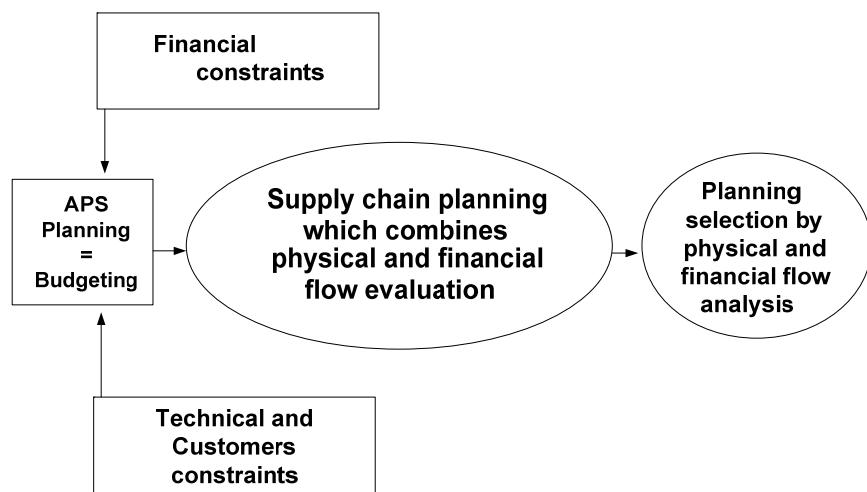 Financial
constraints
APS
Planning
=
Budgeting
Supply chain planning
which combines
physical and financial
flow evaluation
Planning
selection by
physical and
financial flow
analysis
Technical and
Customers
constraints